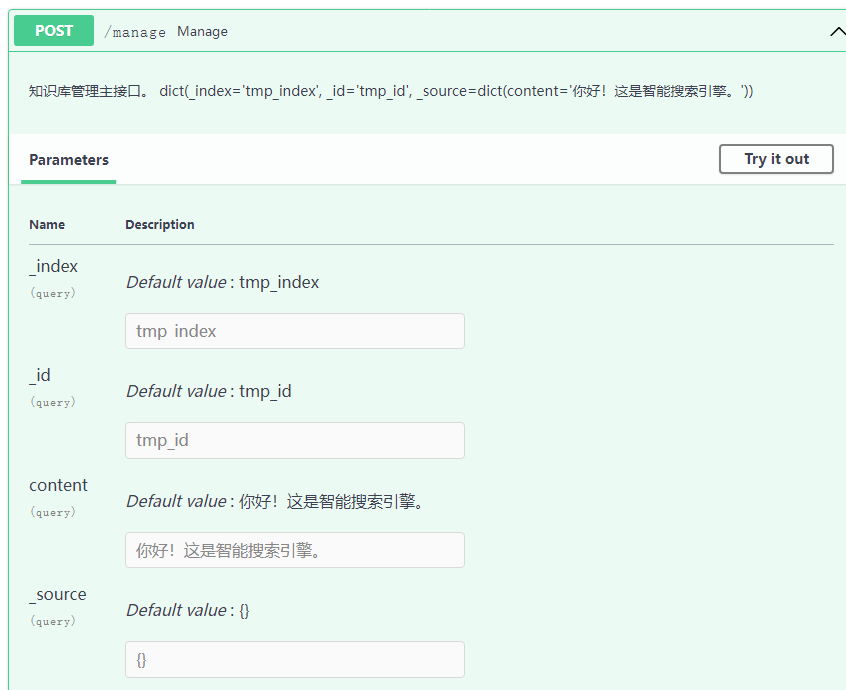 POST /manage Manage
知识库管理主接口。 dict(_index='tmp_index', _id='tmp_id', _source=dict(content='你好！这是智能搜索引擎。'))
Parameters Try it out
Name Description
_index
(query)
Default value : tmp_index
tmp_index
_id
(query)
Default value : tmp_id
tmp_id
content
(query)
Default value : 你好！这是智能搜索引擎。
你好！这是智能搜索引擎。
_source
(query)
Default value : {}
{}